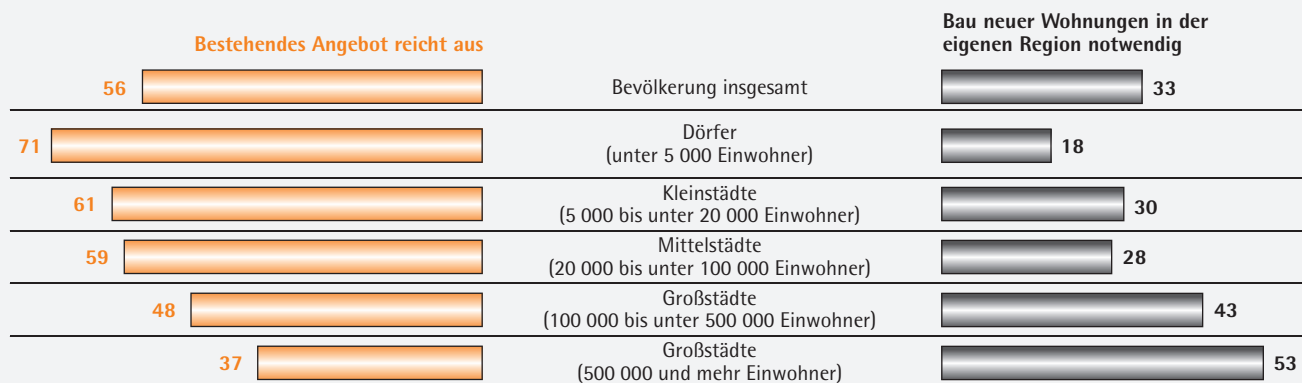 Bestehendes Angebot reicht aus
Bau neuer Wohnungen in der
eigenen Region notwendig
56 Bevölkerung insgesamt 33
71 Dörfer
(unter 5 000 Einwohner) 18
61 Kleinstädte
(5 000 bis unter 20 000 Einwohner) 30
59 Mittelstädte
(20 000 bis unter 100 000 Einwohner) 28
48 Großstädte
(100 000 bis unter 500 000 Einwohner) 43
37 Großstädte
(500 000 und mehr Einwohner) 53